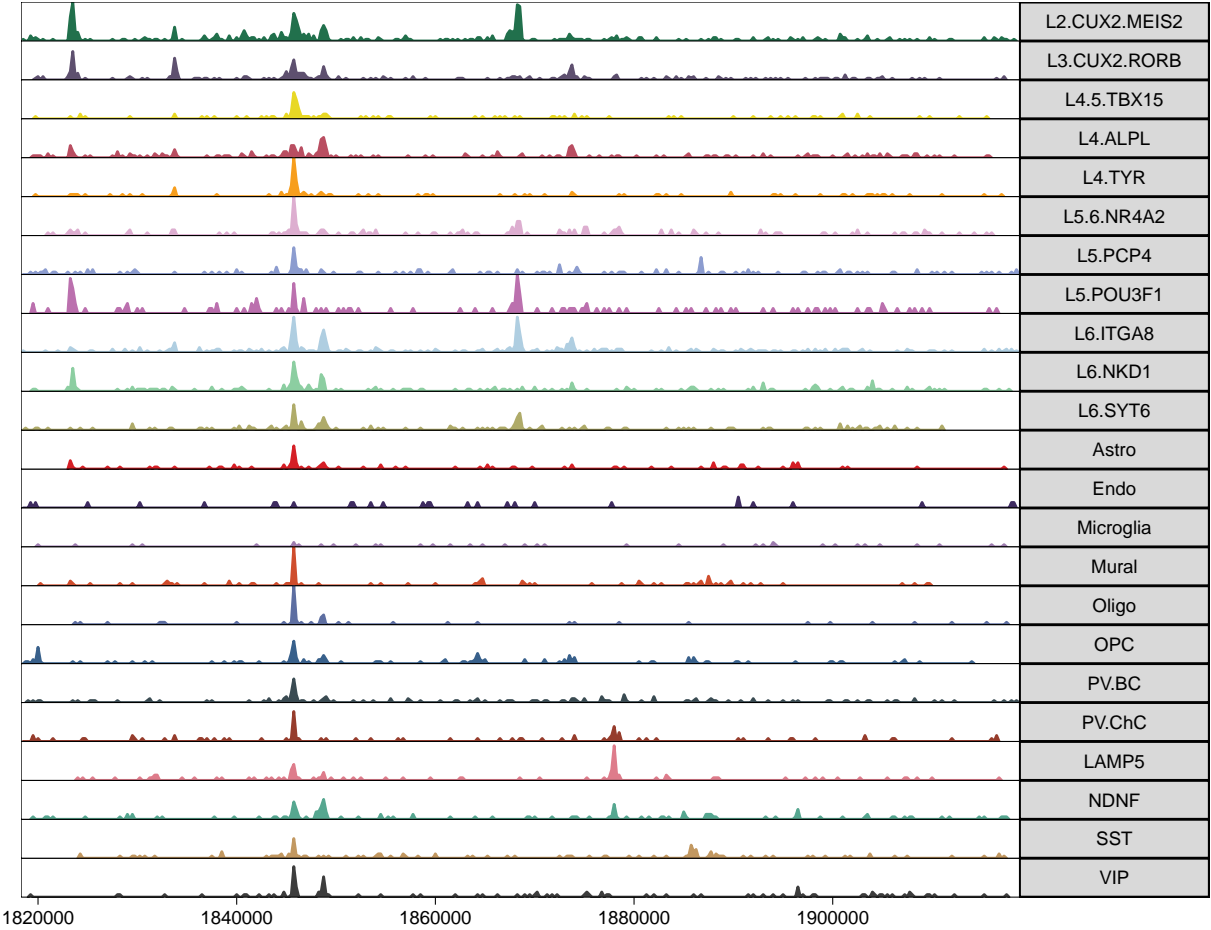 L2.CUX2.MEIS2
L3.CUX2.RORB
L4.5.TBX15
L4.ALPL
L4.TYR
L5.6.NR4A2
L5.PCP4
L5.POU3F1
L6.ITGA8
L6.NKD1
L6.SYT6
Astro
Endo
Microglia
Mural
Oligo
OPC
PV.BC
PV.ChC
LAMP5
NDNF
SST
VIP
1820000 1840000 1860000 1880000 1900000